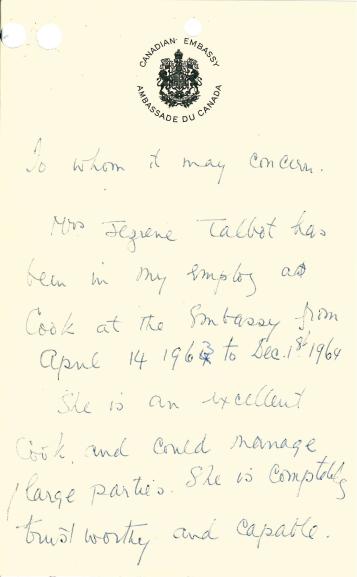 CANADIAN EMBASSY
AMBASSADE DU CANADA
To whom it may concern.
Mrs Talbot has
been in my employ as
Cook at the Embassy from
April 14 1963 to Dec. 1st 1964
She is an excellent
Cook, and could manage
large parties. She is completely
trustworthy and capable.